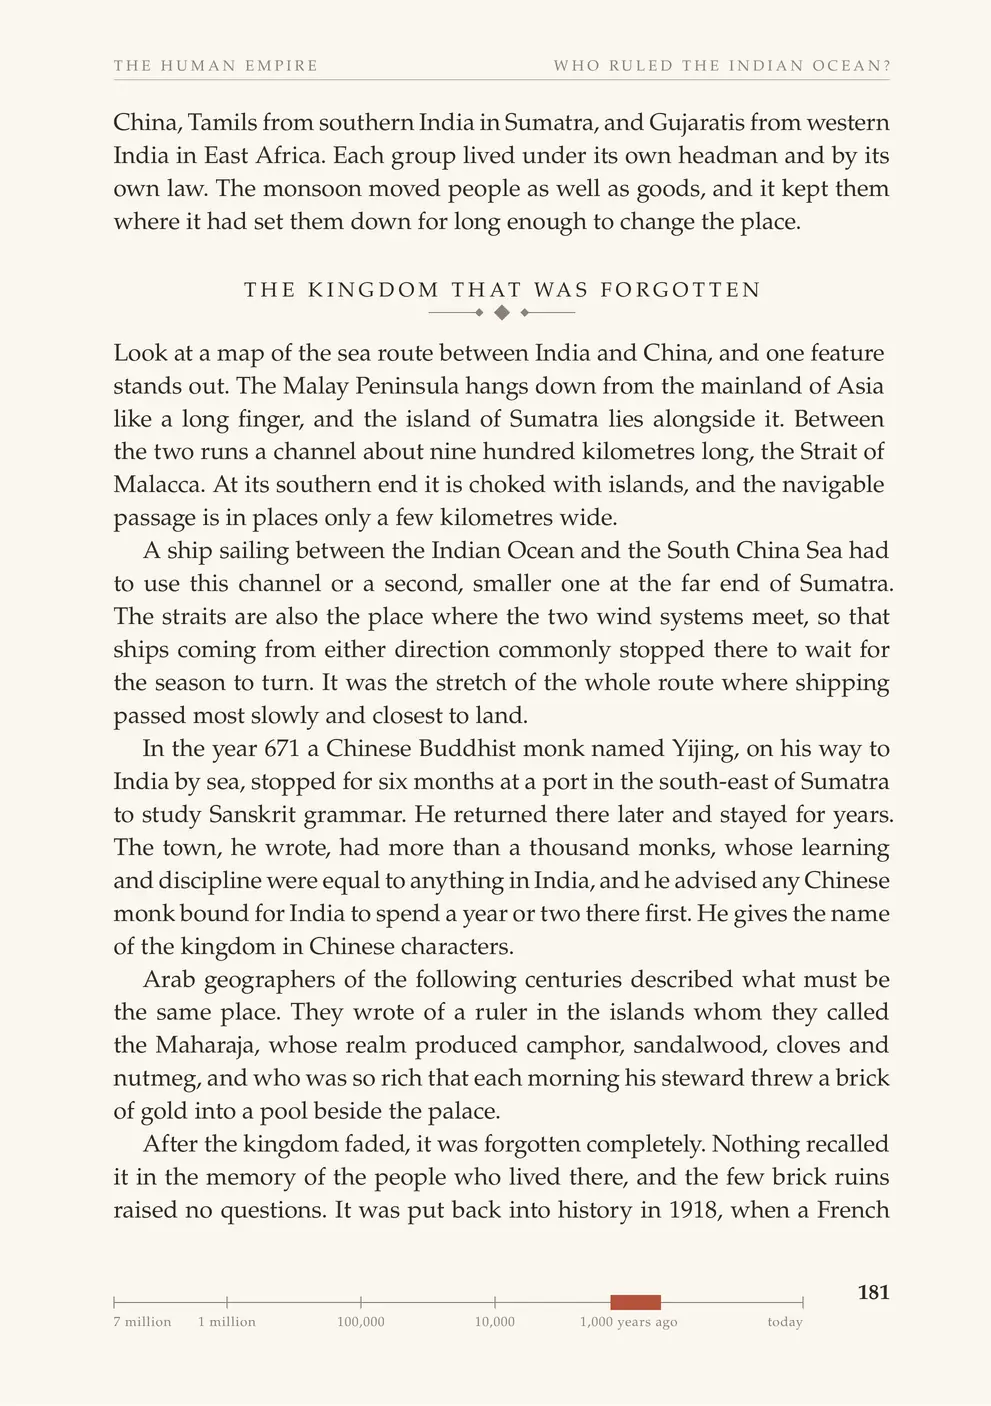 THE HUMAN EMPIRE
WHO RULED THE INDIAN OCEAN?
China, Tamils from southern India in Sumatra, and Gujaratis from western
India in East Africa. Each group lived under its own headman and by its
own law. The monsoon moved people as well as goods, and it kept them
where it had set them down for long enough to change the place.
THE KINGDOM THAT WAS FORGOTTEN
Look at a map of the sea route between India and China, and one feature
stands out. The Malay Peninsula hangs down from the mainland of Asia
like a long finger, and the island of Sumatra lies alongside it. Between
the two runs a channel about nine hundred kilometres long, the Strait of
Malacca. At its southern end it is choked with islands, and the navigable
passage is in places only a few kilometres wide.
A ship sailing between the Indian Ocean and the South China Sea had
to use this channel or a second, smaller one at the far end of Sumatra.
The straits are also the place where the two wind systems meet, so that
ships coming from either direction commonly stopped there to wait for
the season to turn. It was the stretch of the whole route where shipping
passed most slowly and closest to land.
In the year 671 a Chinese Buddhist monk named Yijing, on his way to
India by sea, stopped for six months at a port in the south-east of Sumatra
to study Sanskrit grammar. He returned there later and stayed for years.
The town, he wrote, had more than a thousand monks, whose learning
and discipline were equal to anything in India, and he advised any Chinese
monk bound for India to spend a year or two there first. He gives the name
of the kingdom in Chinese characters.
Arab geographers of the following centuries described what must be
the same place. They wrote of a ruler in the islands whom they called
the Maharaja, whose realm produced camphor, sandalwood, cloves and
nutmeg, and who was so rich that each morning his steward threw a brick
of gold into a pool beside the palace.
After the kingdom faded, it was forgotten completely. Nothing recalled
it in the memory of the people who lived there, and the few brick ruins
raised no questions. It was put back into history in 1918, when a French
181
7 million 1 million 100,000 10,000 1,000 years ago today